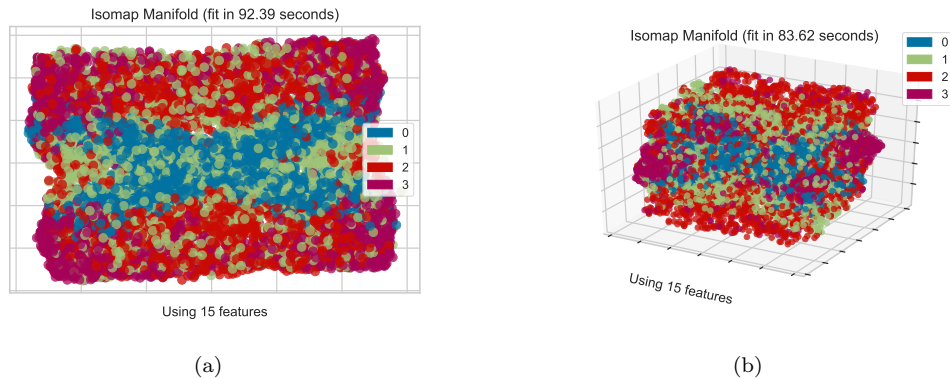 Isomap Manifold (fit in 92.39 seconds)
0
1
2
3
Using 15 features
(a)
Isomap Manifold (fit in 83.62 seconds)
0
1
2
3
Using 15 features
(b)